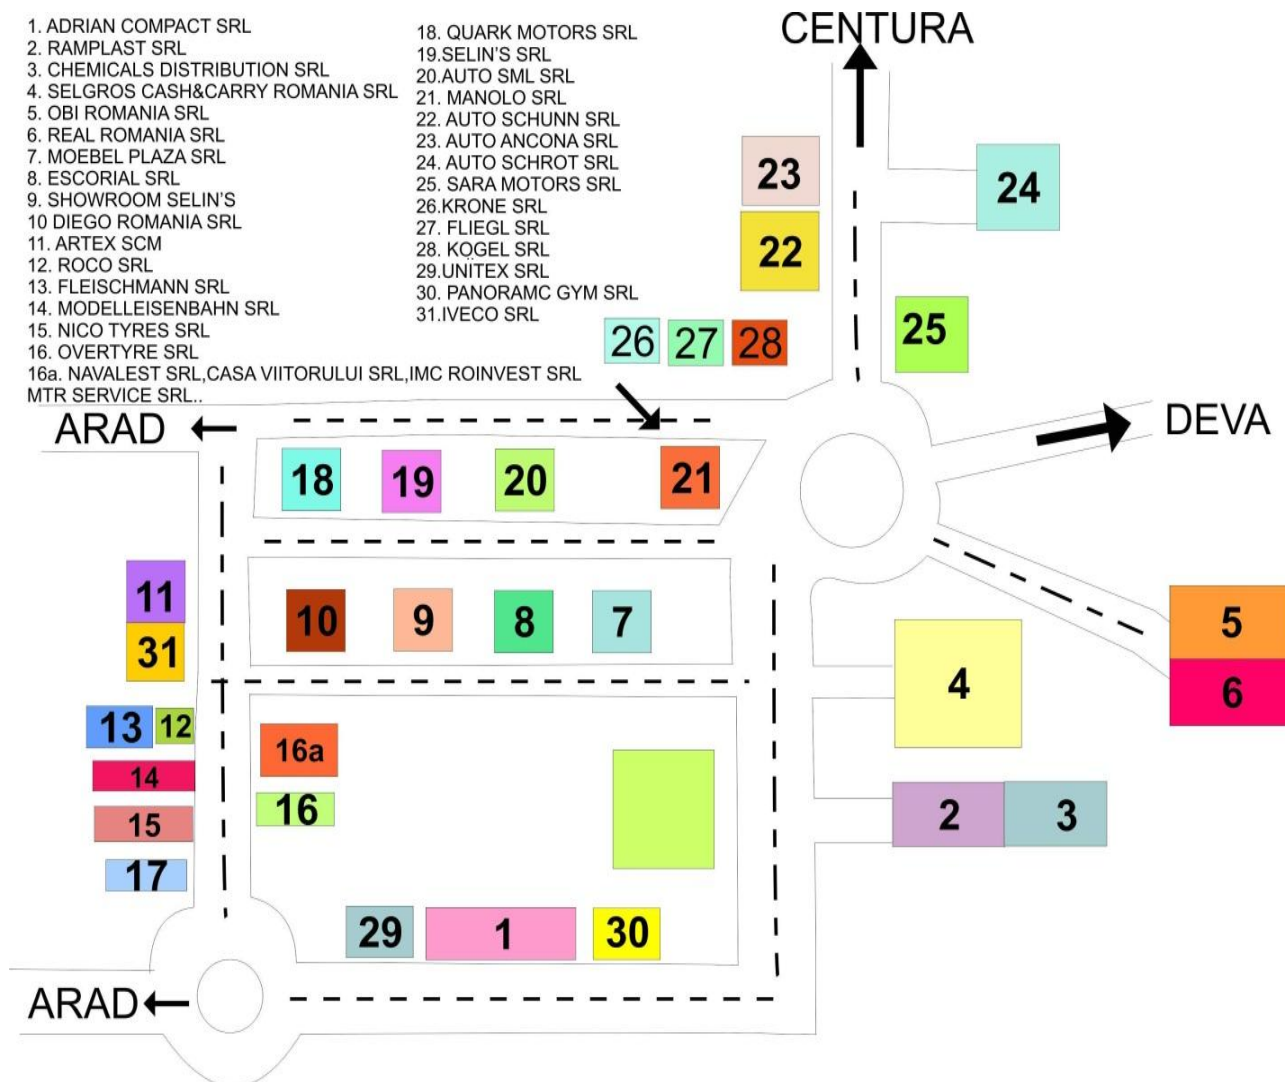 1. ADRIAN COMPACT SRL
2. RAMPLAST SRL
3. CHEMICALS DISTRIBUTION SRL
4. SELGROS CASH&CARRY ROMANIA SRL
5. OBI ROMANIA SRL
6. REAL ROMANIA SRL
7. MOEBEL PLAZA SRL
8. ESCORIAL SRL
9. SHOWROOM SELIN'S
10 DIEGO ROMANIA SRL
11. ARTEX SCM
12. ROCO SRL
13. FLEISCHMANN SRL
14. MODELLEISENBAHN SRL
15. NICO TYRES SRL
16. OVERTYRE SRL
16a. NAVALEST SRL,CASA VIITORULUI SRL,IMC ROINVEST SRL
MTR SERVICE SRL..
18. QUARK MOTORS SRL
19.SELIN'S SRL
20.AUTO SML SRL
21. MANOLO SRL
22. AUTO SCHUNN SRL
23. AUTO ANCONA SRL
24. AUTO SCHROT SRL
25. SARA MOTORS SRL
26.KRONE SRL
27. FLIEGL SRL
28. KÖGEL SRL
29.UNITEX SRL
30. PANORAMC GYM SRL
31.IVECO SRL
CENTURA
23
24
22
25
26 27 28
ARAD
DEVA
18 19 20 21
11
10 9 8 7
5
31
4
6
13 12
16a
14
16
2 3
15
17
29 1 30
ARAD